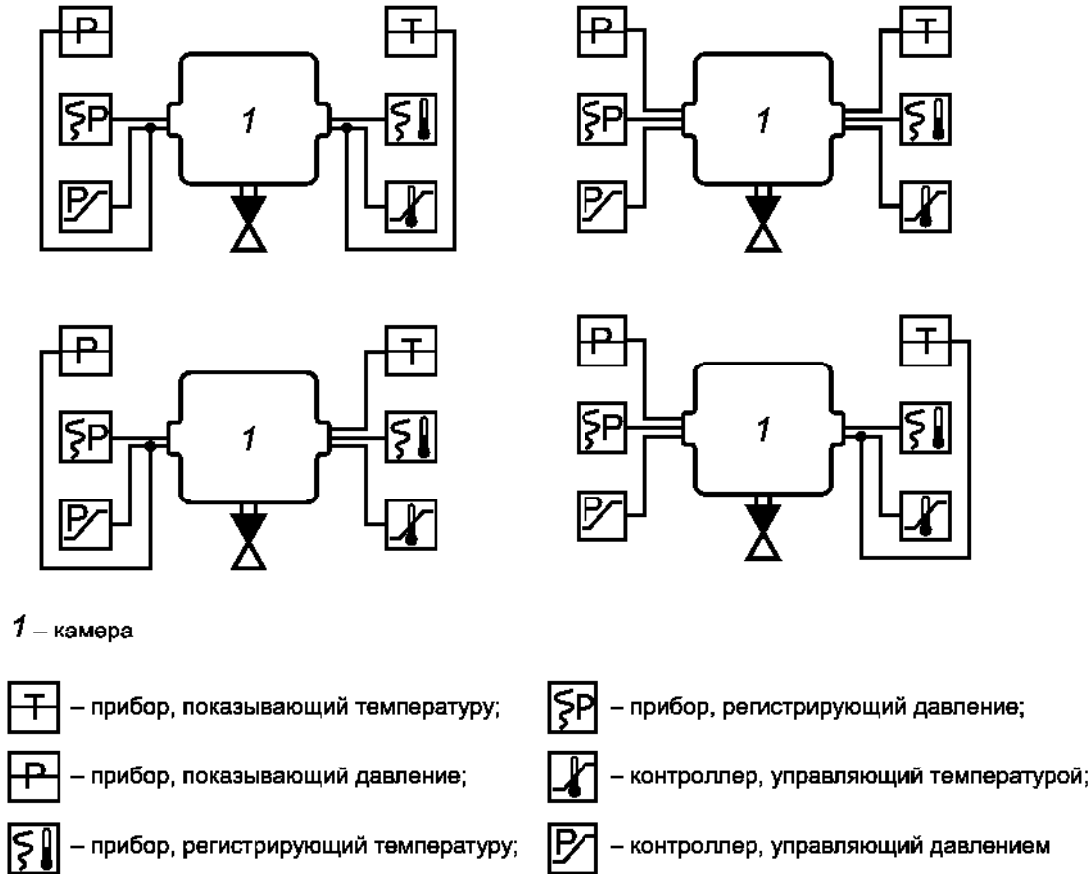 P T P T
1 1
P P
P P
P T P T
1 1
P P
P P
1 – камера
T – прибор, показывающий температуру; P – прибор, регистрирующий давление;
P – прибор, показывающий давление; – контроллер, управляющий температурой;
– прибор, регистрирующий температуру; P – контроллер, управляющий давлением